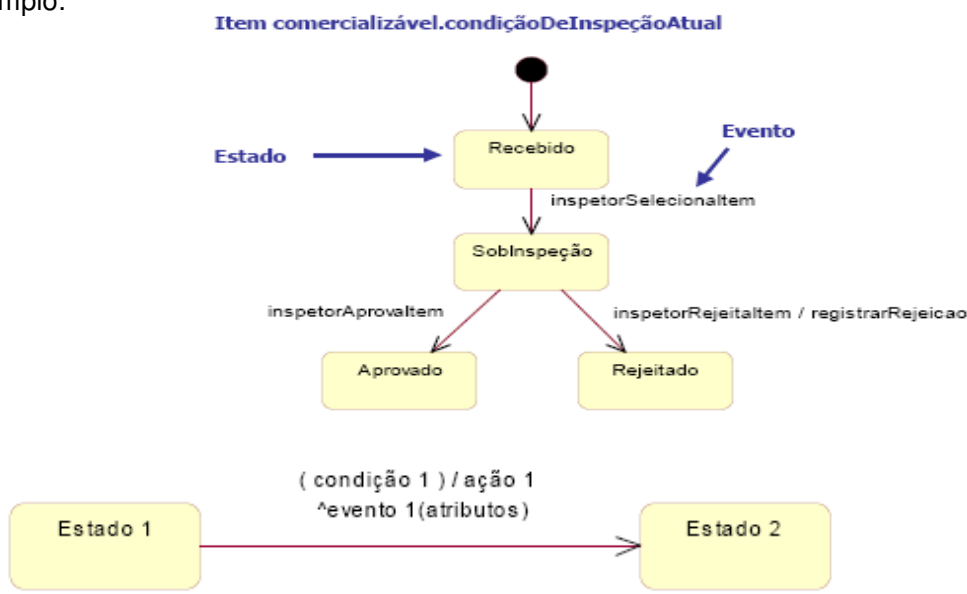 mplo:
Item comercializável.condiçãoDeInspeçãoAtual
Evento
Recebido
Estado
inspetorSelecionaItem
SobInspeção
inspetorAprovaItem
inspetorRejeitaItem / registrarRejeicao
Aprovado
Rejeitado
( condição 1 ) / ação 1
^evento 1(atributos)
Estado 1
Estado 2